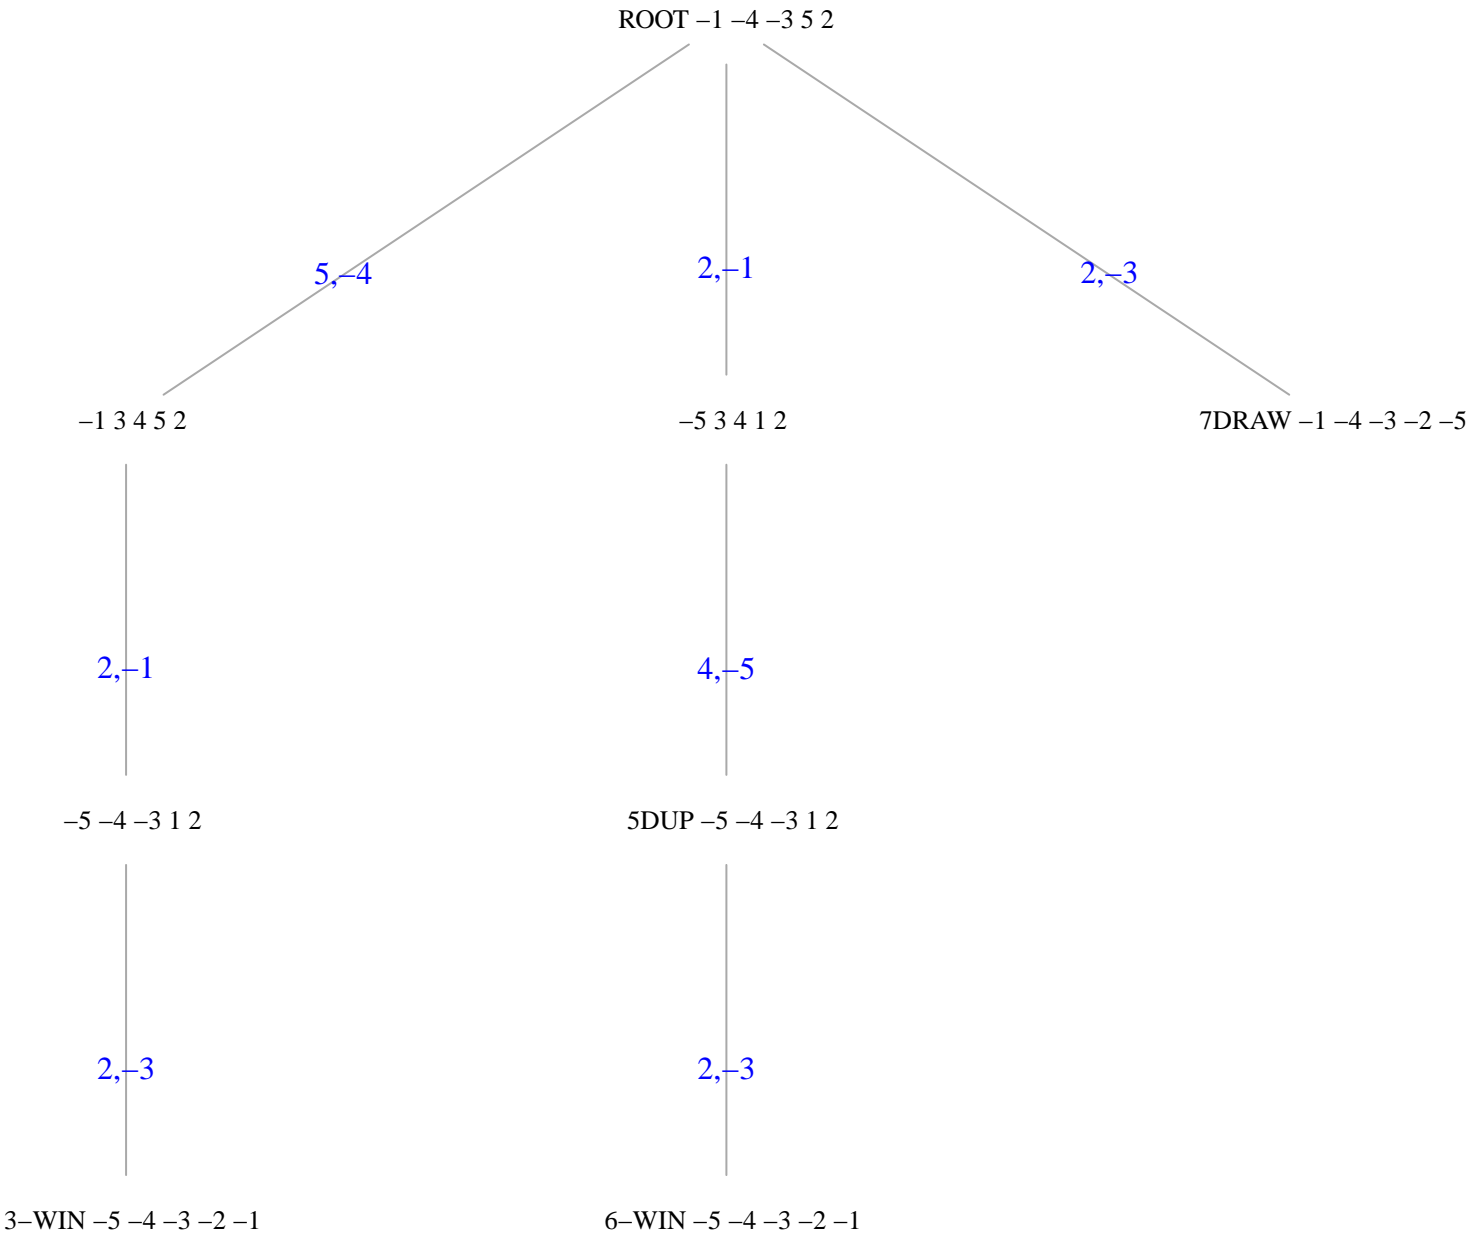 ROOT –1 –4 –3 5 2
5,–4
2,–1
2,–3
–1 3 4 5 2
–5 3 4 1 2
7DRAW –1 –4 –3 –2 –5
2,–1
4,–5
–5 –4 –3 1 2
5DUP –5 –4 –3 1 2
2,–3
2,–3
3–WIN –5 –4 –3 –2 –1
6–WIN –5 –4 –3 –2 –1